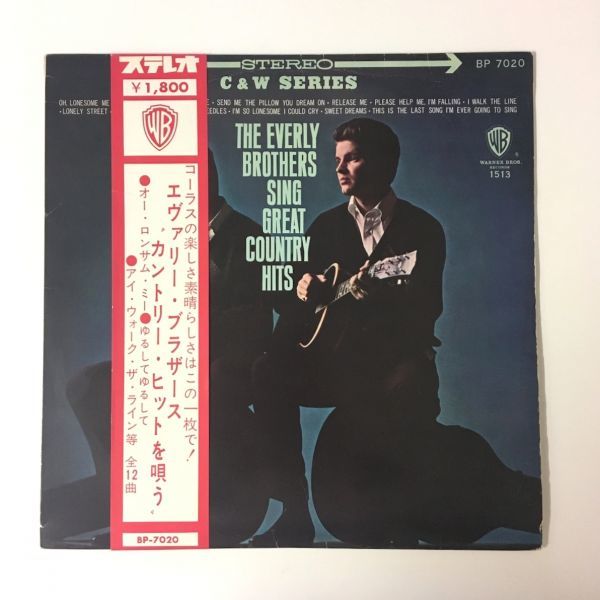 ステレオ
¥1,800
WB
コーラスの楽しさ素晴らしさはこの一枚で!
エヴァリー・ブラザース
"カントリー・ヒットを唄う"
●オー・ロンサム・ミー●ゆるしてゆるして
●アイ・ウォーク・ザ・ライン等 全12曲
BP-7020
STEREO
BP 7020
C & W SERIES
OH, LONESOME ME
• SEND ME THE PILLOW YOU DREAM ON • RELEASE ME • PLEASE HELP ME, I'M FALLING • I WALK THE LINE
• LONELY STREET •
EEDLES • I'M SO LONESOME I COULD CRY • SWEET DREAMS • THIS IS THE LAST SONG I'M EVER GOING TO SING
THE EVERLY
BROTHERS
SING
GREAT
COUNTRY
HITS
WB
WARNER BROS.
RECORDS
1513